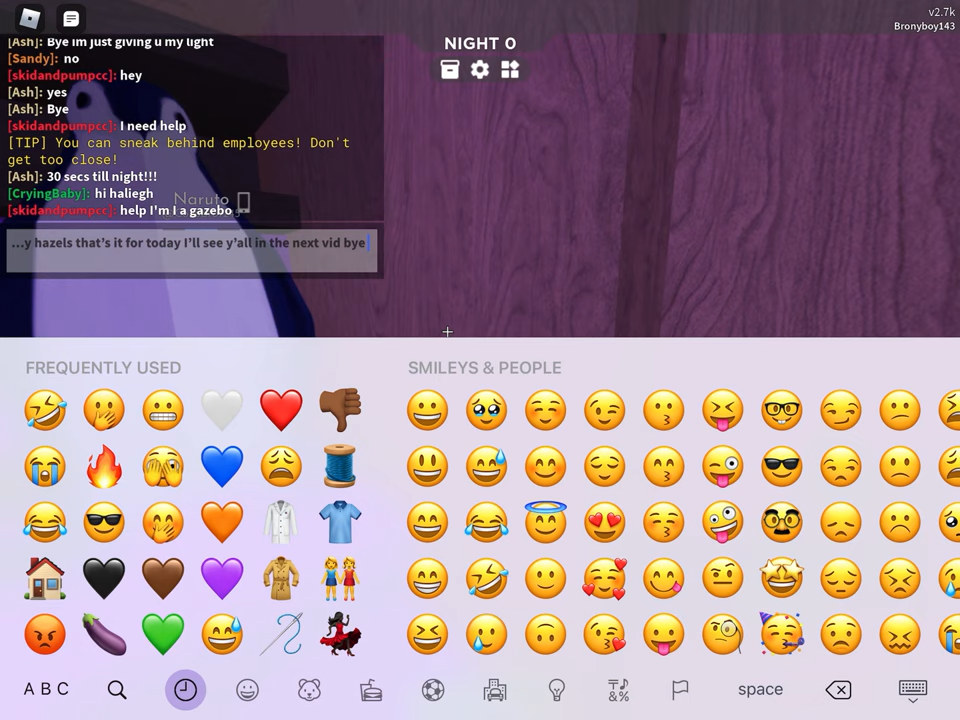 v2.7k
Bronyboy143
NIGHT 0
[Ash]: Bye im just giving u my light
[Sandy]: no
[skidandpumpcc]: hey
[Ash]: yes
[Ash]: Bye
[skidandpumpcc]: I need help
[TIP] You can sneak behind employees! Don't
get too close!
[Ash]: 30 secs till night!!!
[CryingBaby]: hi haliegh
Naruto
[skidandpumpcc]: help I'm I a gazebo
...y hazels that’s it for today I’ll see y’all in the next vid bye
FREQUENTLY USED
SMILEYS & PEOPLE
ABC
space